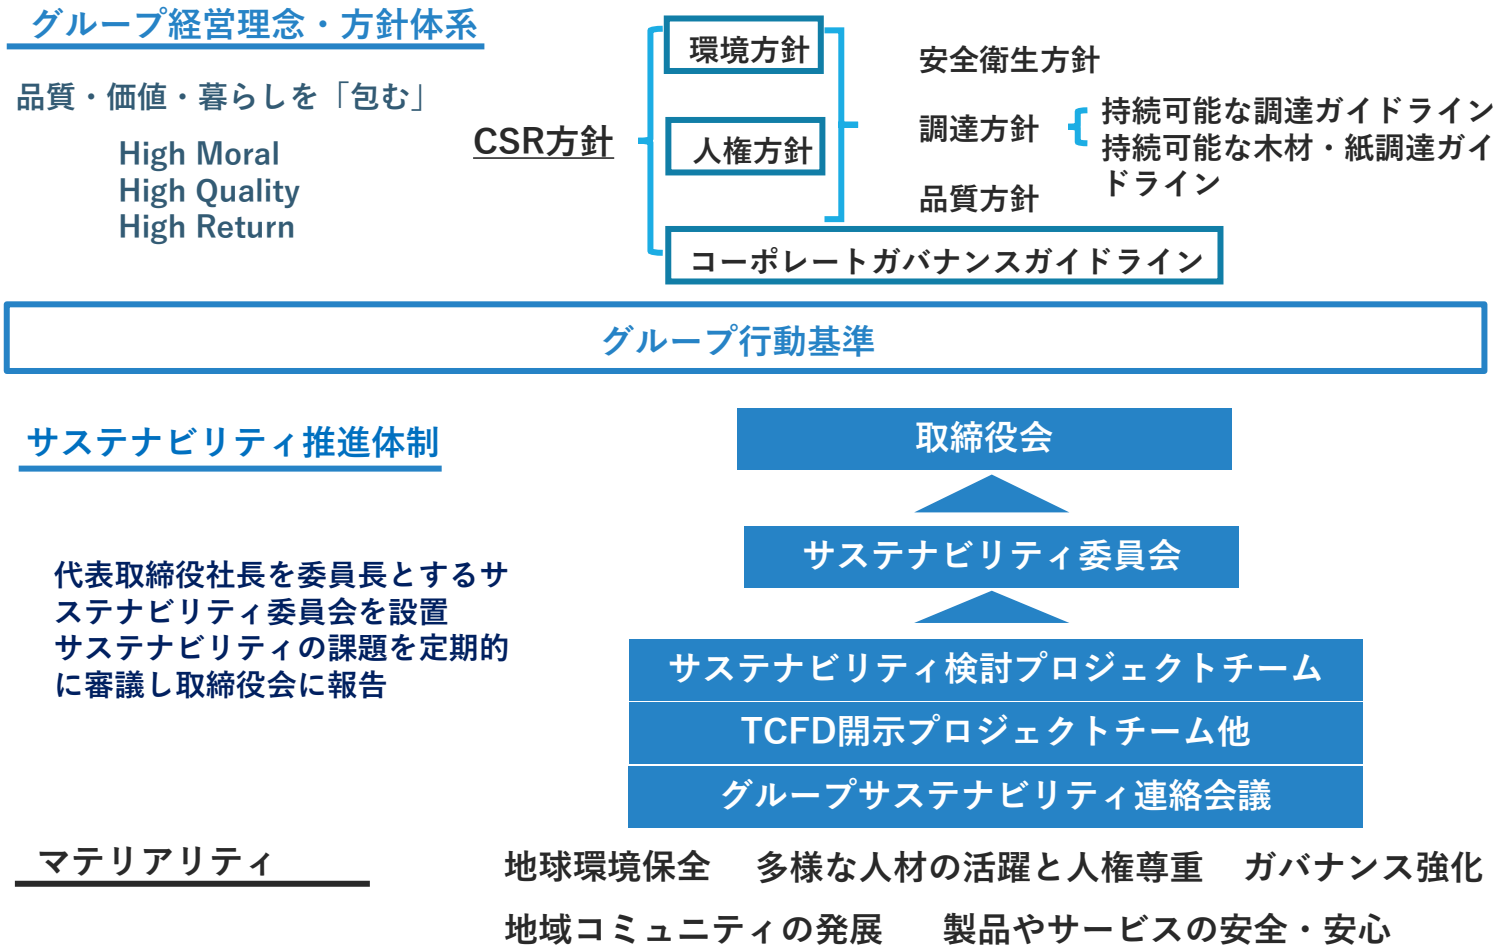 グループ経営理念・方針体系
品質・価値・暮らしを「包む」
High Moral
High Quality
High Return
CSR方針
環境方針
人権方針
コーポレートガバナンスガイドライン
安全衛生方針
調達方針
品質方針
持続可能な調達ガイドライン
持続可能な木材・紙調達ガイ
ドライン
グループ行動基準
サステナビリティ推進体制
代表取締役社長を委員長とするサ
ステナビリティ委員会を設置
サステナビリティの課題を定期的
に審議し取締役会に報告
取締役会
サステナビリティ委員会
サステナビリティ検討プロジェクトチーム
TCFD開示プロジェクトチーム他
グループサステナビリティ連絡会議
マテリアリティ
地球環境保全 多様な人材の活躍と人権尊重 ガバナンス強化
地域コミュニティの発展 製品やサービスの安全・安心